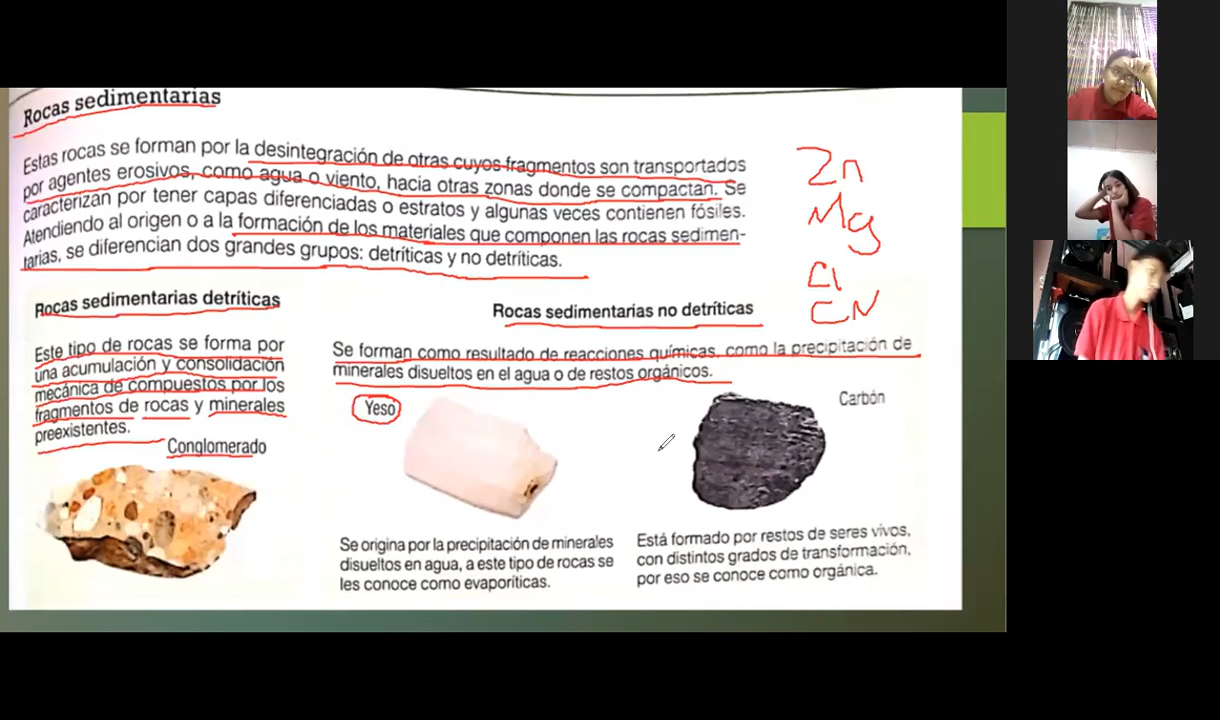 Rocas sedimentarias
Estas rocas se forman por la desintegración de otras cuyos fragmentos son transportados
por agentes erosivos, como agua o viento, hacia otras zonas donde se compactan. Se
caracterizan por tener capas diferenciadas o estratos y algunas veces contienen fósiles.
Atendiendo al origen o a la formación de los materiales que componen las rocas sedimen-
tarias, se diferencian dos grandes grupos: detríticas y no detríticas.
Zn
Mg
Cl
CN
Rocas sedimentarias detríticas
Este tipo de rocas se forma por
una acumulación y consolidación
mecánica de compuestos por los
fragmentos de rocas y minerales
preexistentes.
Conglomerado
Rocas sedimentarias no detríticas
Se forman como resultado de reacciones químicas, como la precipitación de
minerales disueltos en el agua o de restos orgánicos.
Yeso
Se origina por la precipitación de minerales
disueltos en agua, a este tipo de rocas se
les conoce como evaporíticas.
Carbón
Está formado por restos de seres vivos,
con distintos grados de transformación,
por eso se conoce como orgánica.